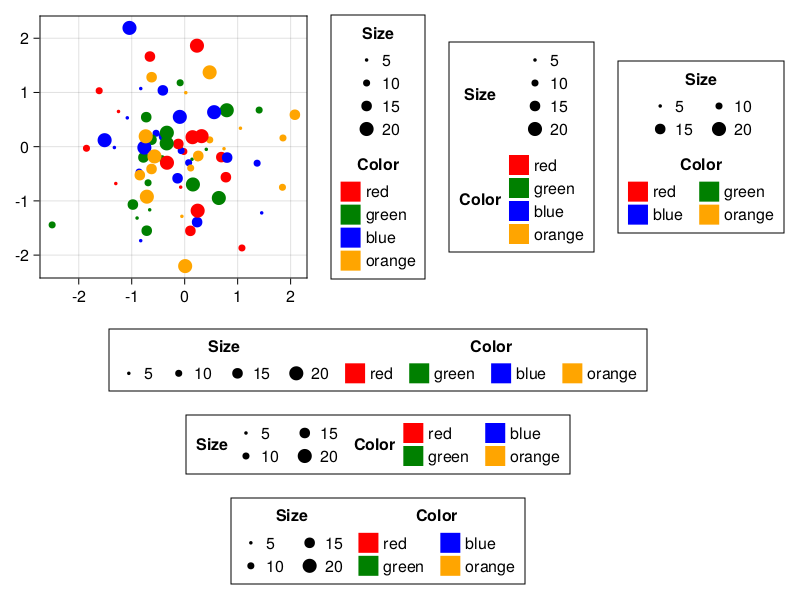 2
1
0
-1
-2
-2 -1 0 1 2
Size
5
10
15
20
Color
red
green
blue
orange
Size
5
10
15
20
Color
red
green
blue
orange
Size
5 10
15 20
Color
red green
blue orange
Size Color
5 10 15 20 red green blue orange
Size 5 15 Color red blue
10 20 green orange
Size Color
5 15 red blue
10 20 green orange